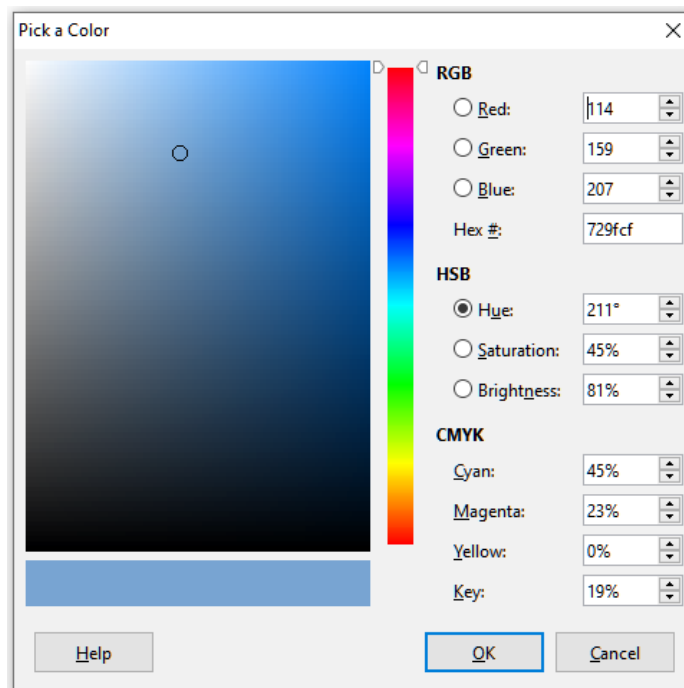 Pick a Color
RGB
Red: 114
Green: 159
Blue: 207
Hex #: 729fcf
HSB
Hue: 211°
Saturation: 45%
Brightness: 81%
CMYK
Cyan: 45%
Magenta: 23%
Yellow: 0%
Key: 19%
Help OK Cancel